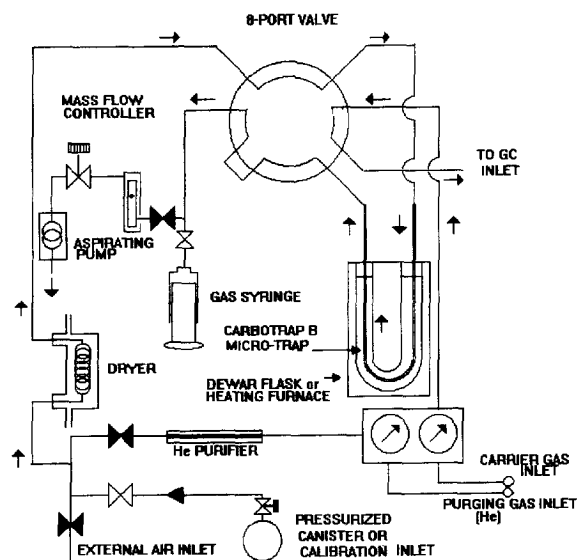 8-PORT VALVE
MASS FLOW
CONTROLLER
TO GC
INLET
ASPIRATING
PUMP
GAS SYRINGE
CARBOTRAP B
MICRO-TRAP
DRYER
DEWAR FLASK or
HEATING FURNACE
He PURIFIER
CARRIER GAS
INLET
PURGING GAS INLET
(He)
EXTERNAL AIR INLET
PRESSURIZED
CANISTER OR
CALIBRATION INLET